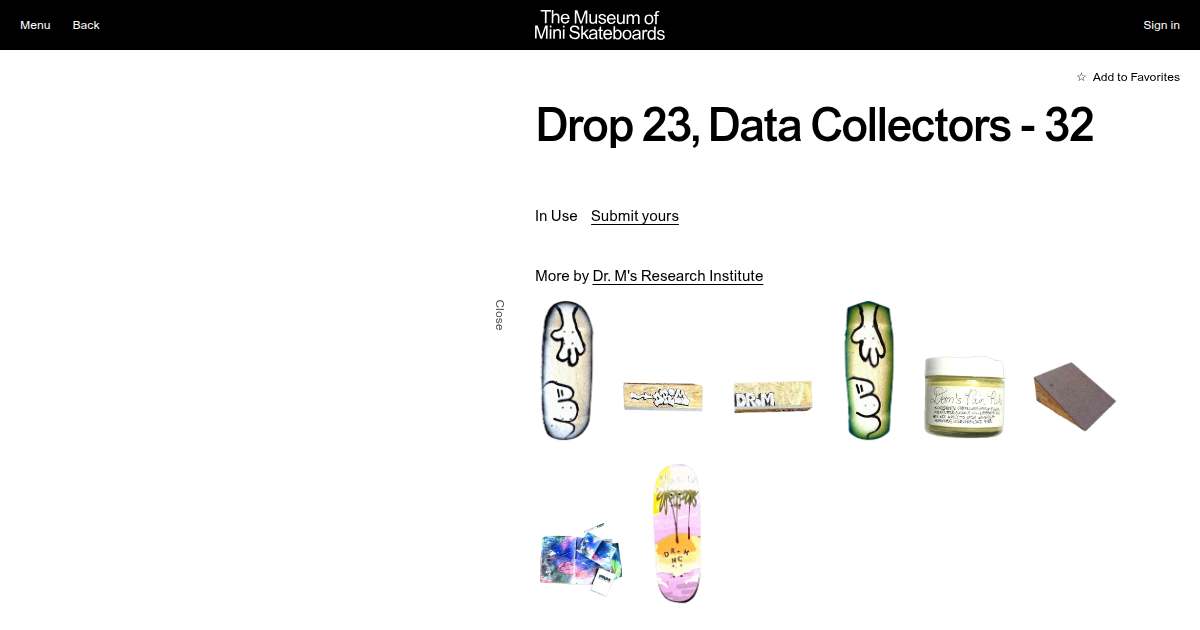 Menu
Back
The Museum of
Mini Skateboards
Sign in
☆ Add to Favorites
Drop 23, Data Collectors - 32
In Use Submit yours
More by Dr. M's Research Institute
Close
DR·M
DR·M